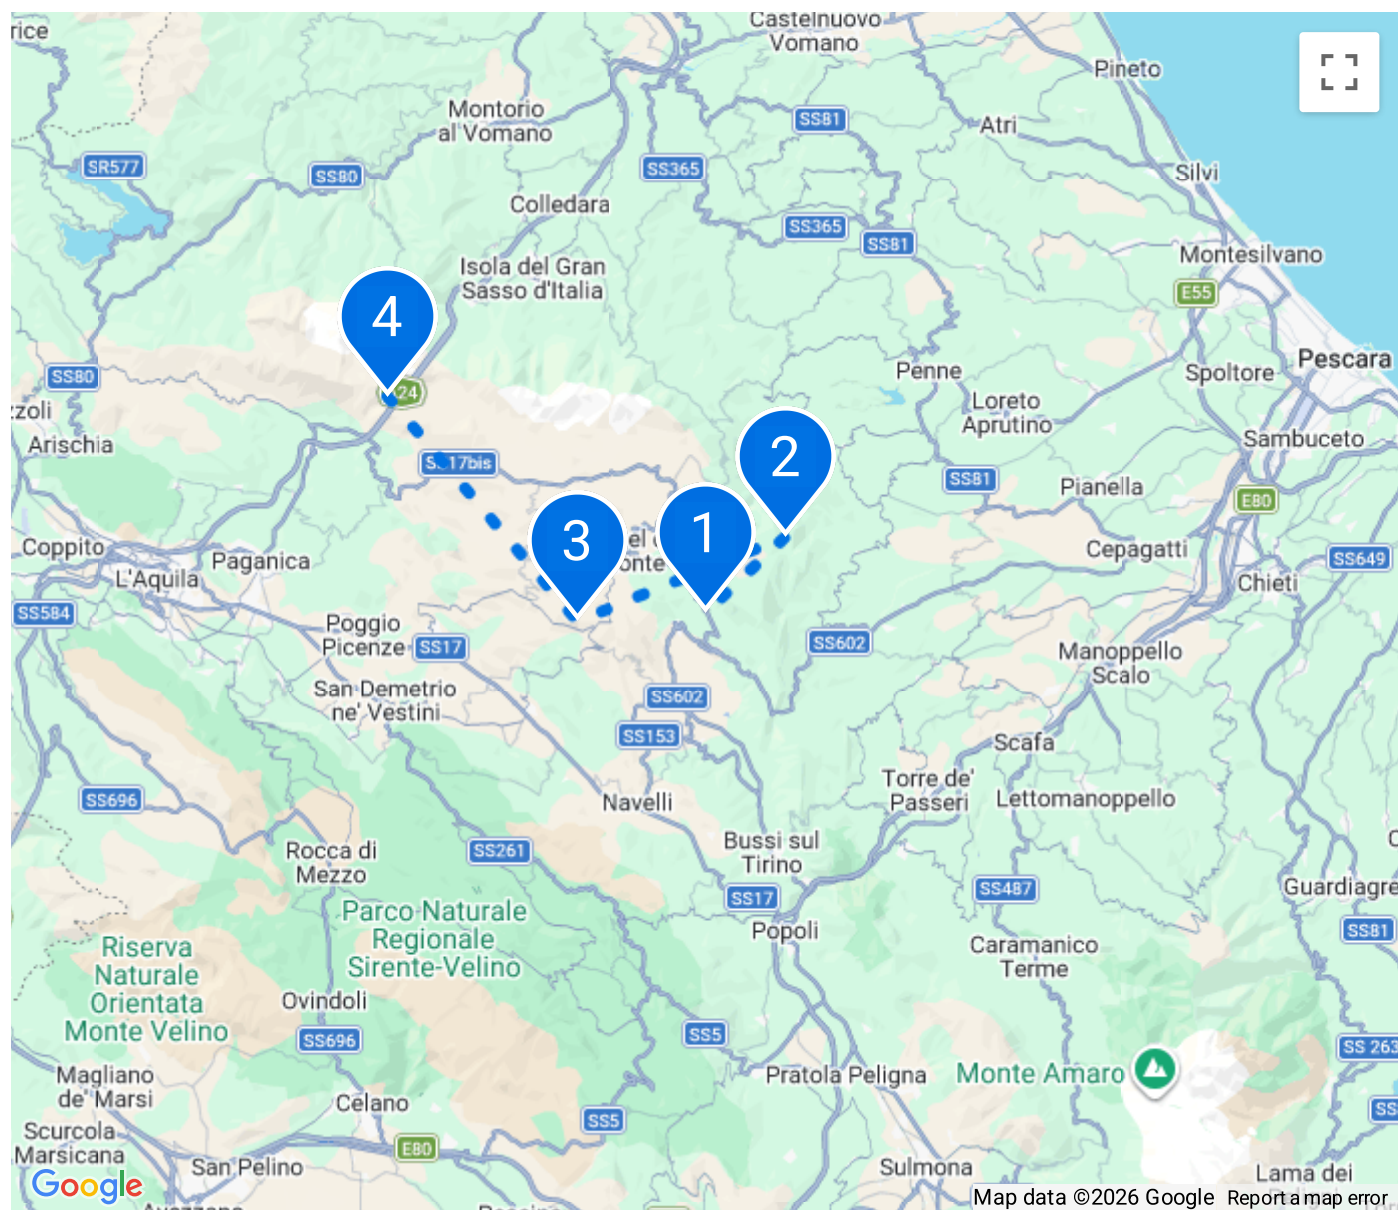 Castelnuovo
Vomano
rice
Pineto
Montorio
al Vomano
SS81
Atri
SR577
SS80
SS365
Silvi
Colledara
SS365
SS81
Montesilvano
Isola del Gran
Sasso d'Italia
E55
4
Pescara
SS80
Penne
Spoltore
A24
Loreto
Aprutino
zzoli
Arischia
Sambuceto
2
SS17bis
SS81
Pianella
E80
1
3
Coppito
Paganica
Cepagatti
SS649
L'Aquila
Chieti
SS584
Poggio
Picenze
SS17
SS602
Manoppello
Scalo
San Demetrio
ne' Vestini
SS602
SS153
Scafa
SS696
Navelli
Torre de'
Passeri
Lettomanoppello
Rocca di
Mezzo
SS261
Bussi sul
Tirino
SS17
SS487
Guardiagre
Parco Naturale
Regionale
Sirente-Velino
Popoli
SS81
Riserva
Naturale
Orientata
Monte Velino
Caramanico
Terme
Ovindoli
SS696
SS5
SS 263
Magliano
de' Marsi
Pratola Peligna
Monte Amaro
Celano
SS5
SS
Scurcola
Marsicana
E80
San Pelino
Sulmona
Lama dei
Google
Map data ©2026 Google
Report a map error